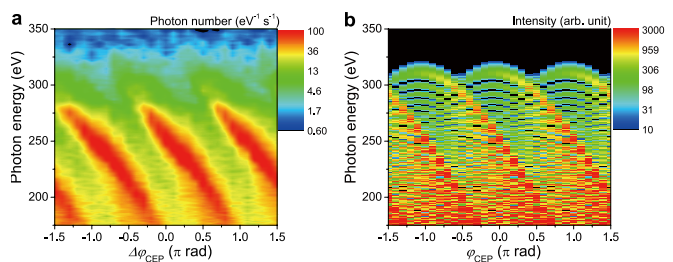 a
Photon number (eV⁻¹ s⁻¹)
350
300
250
200
Photon energy (eV)
-1.5 -1.0 -0.5 0.0 0.5 1.0 1.5
Δφ_CEP (π rad)
100
36
13
4.6
1.7
0.60
b
Intensity (arb. unit)
350
300
250
200
Photon energy (eV)
-1.5 -1.0 -0.5 0.0 0.5 1.0 1.5
φ_CEP (π rad)
3000
959
306
98
31
10